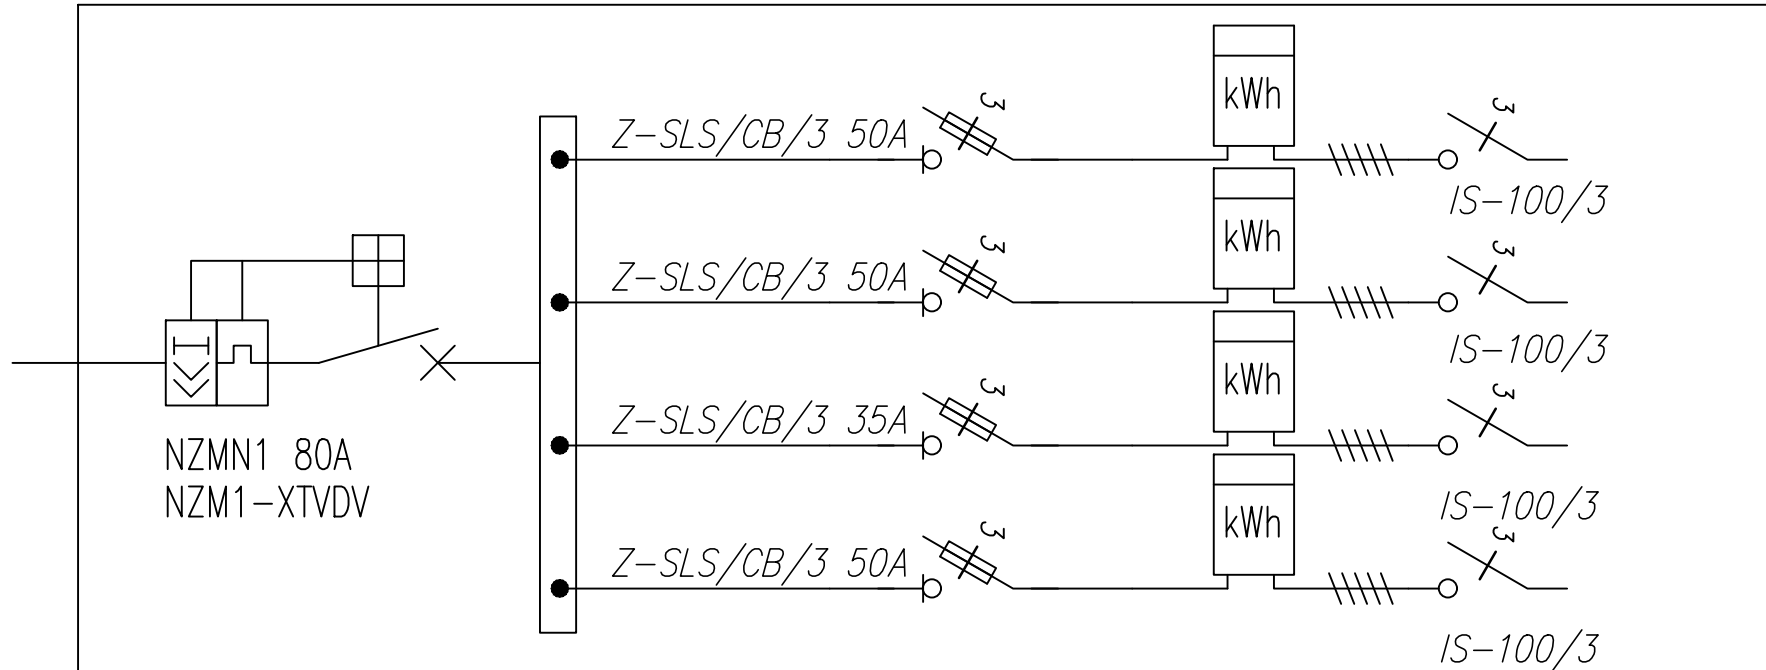 3
3
kWh
Z-SLS/CB/3 50A
IS-100/3
3
3
kWh
Z-SLS/CB/3 50A
IS-100/3
3
3
kWh
Z-SLS/CB/3 35A
NZMN1 80A
NZM1-XTVDV
IS-100/3
3
3
kWh
Z-SLS/CB/3 50A
IS-100/3